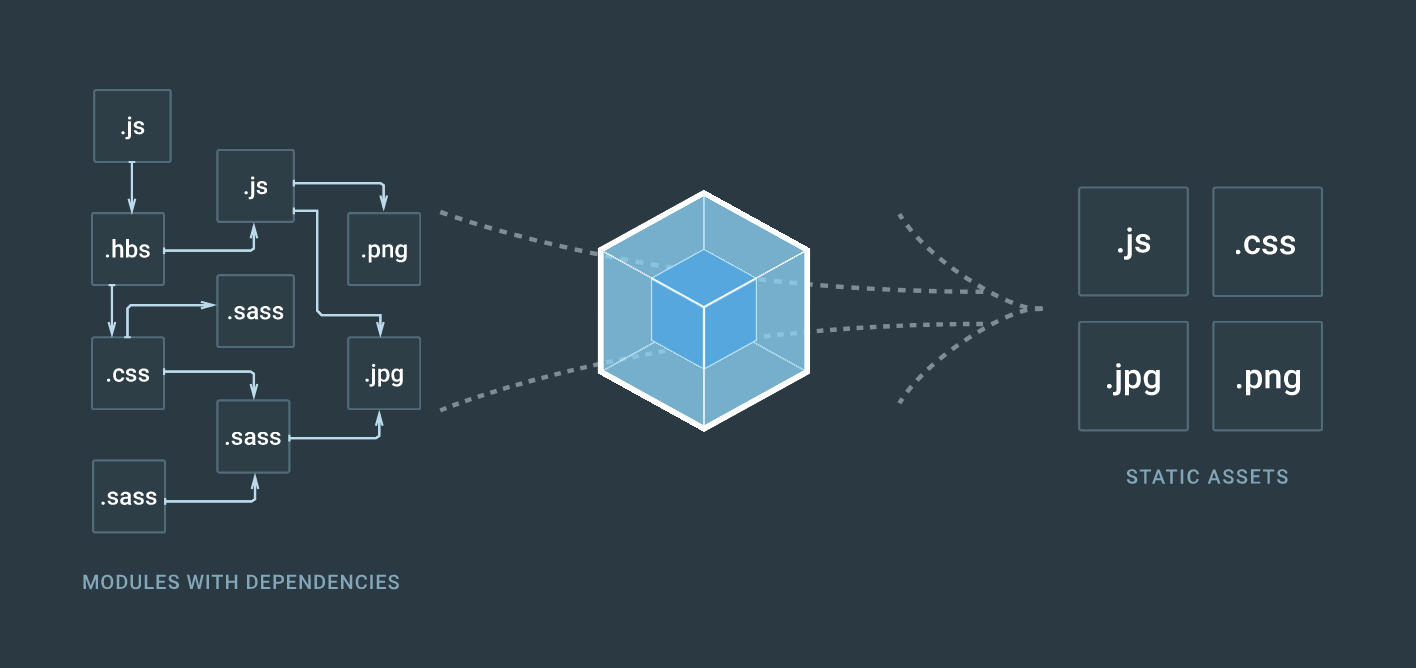 .js
.js
.hbs
.png
.sass
.css
.jpg
.sass
.sass
MODULES WITH DEPENDENCIES
.js
.css
.jpg
.png
STATIC ASSETS